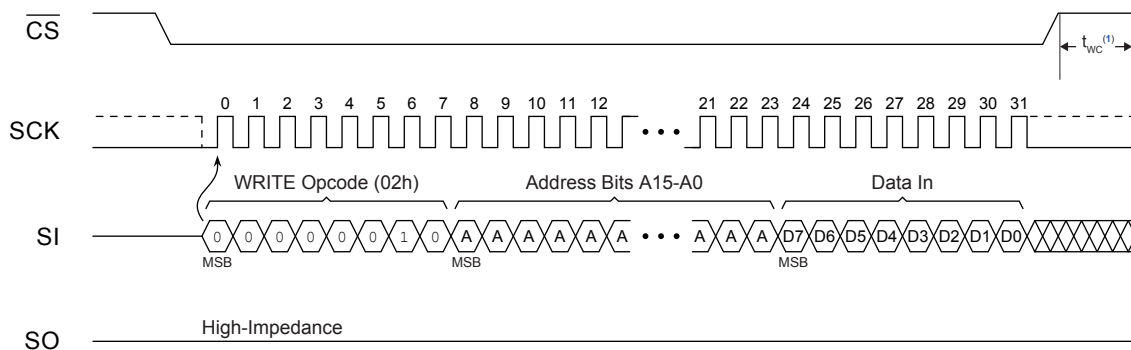 CS
t_WC(1)
0 1 2 3 4 5 6 7 8 9 10 11 12 21 22 23 24 25 26 27 28 29 30 31
SCK
WRITE Opcode (02h) Address Bits A15-A0 Data In
SI 0 0 0 0 0 0 1 0 A A A A A A A A A D7 D6 D5 D4 D3 D2 D1 D0
MSB MSB MSB
High-Impedance
SO